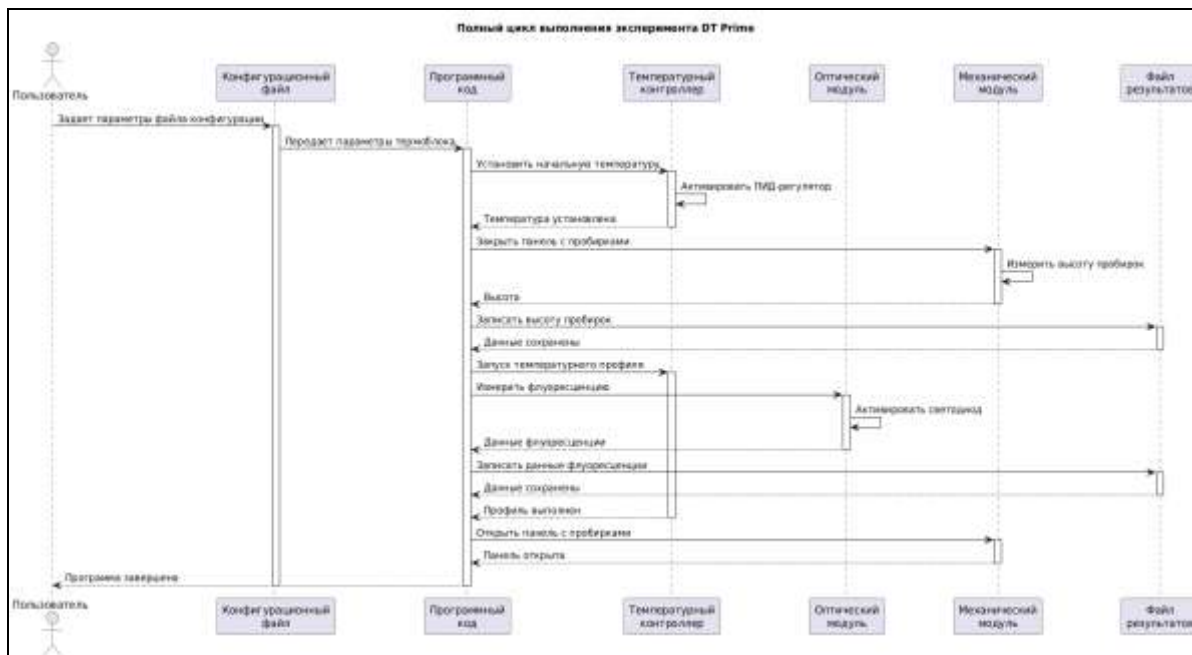 Полный цикл выполнения эксперимента DT Prime
Пользователь
Конфигурационный
файл
Программный
код
Температурный
контроллер
Оптический
модуль
Механический
модуль
Файл
результатов
Задает параметры файла конфигурации
Передает параметры термоблока
Установить начальную температуру
Активировать ПИД-регулятор
Температура установлена
Закрыть панель с пробирками
Измерить высоту пробирок
Высота
Записать высоту пробирок
Данные сохранены
Запуск температурного профиля
Измерить флуоресценцию
Активировать светодиод
Данные флуоресценции
Записать данные флуоресценции
Данные сохранены
Профиль выполнен
Открыть панель с пробирками
Панель открыта
Программа завершена
Пользователь
Конфигурационный
файл
Программный
код
Температурный
контроллер
Оптический
модуль
Механический
модуль
Файл
результатов